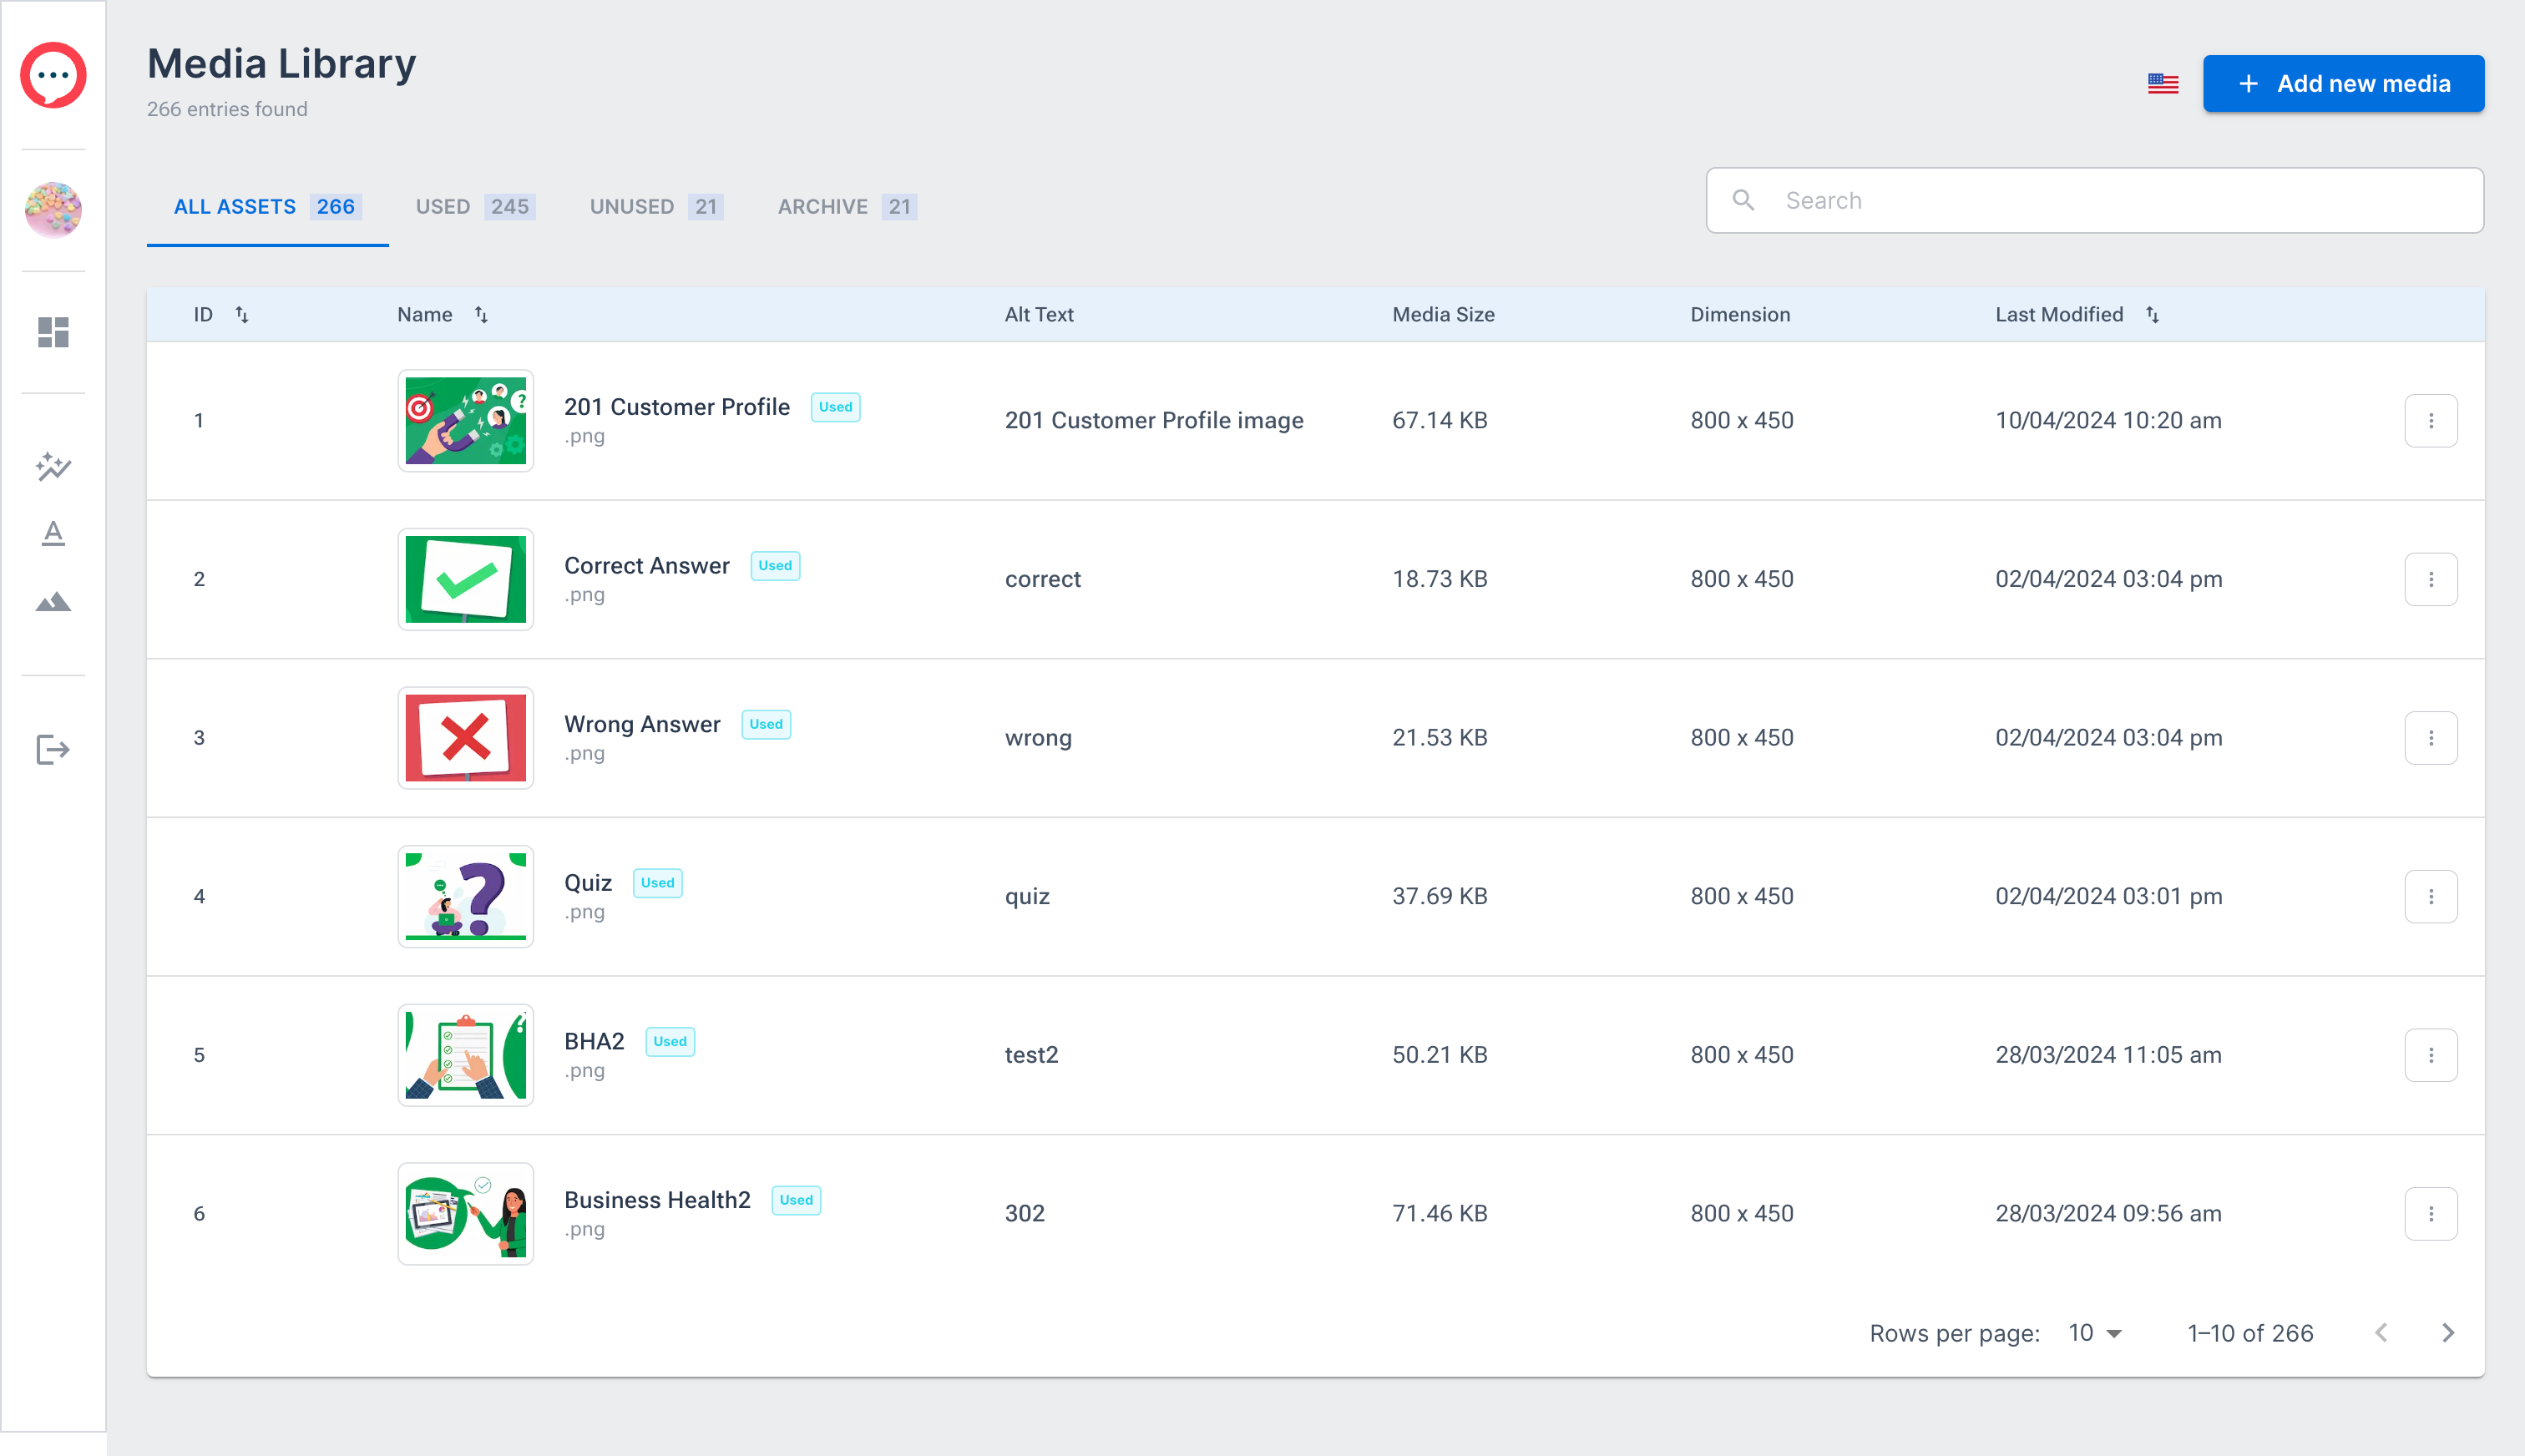 Media Library
266 entries found
Add new media
ALL ASSETS 266 USED 245 UNUSED 21 ARCHIVE 21
Search
ID Name Alt Text Media Size Dimension Last Modified
1 201 Customer Profile Used 201 Customer Profile image 67.14 KB 800 x 450 10/04/2024 10:20 am
.png
2 Correct Answer Used correct 18.73 KB 800 x 450 02/04/2024 03:04 pm
.png
3 Wrong Answer Used wrong 21.53 KB 800 x 450 02/04/2024 03:04 pm
.png
4 Quiz Used quiz 37.69 KB 800 x 450 02/04/2024 03:01 pm
.png
5 BHA2 Used test2 50.21 KB 800 x 450 28/03/2024 11:05 am
.png
6 Business Health2 Used 302 71.46 KB 800 x 450 28/03/2024 09:56 am
.png
Rows per page: 10 1–10 of 266